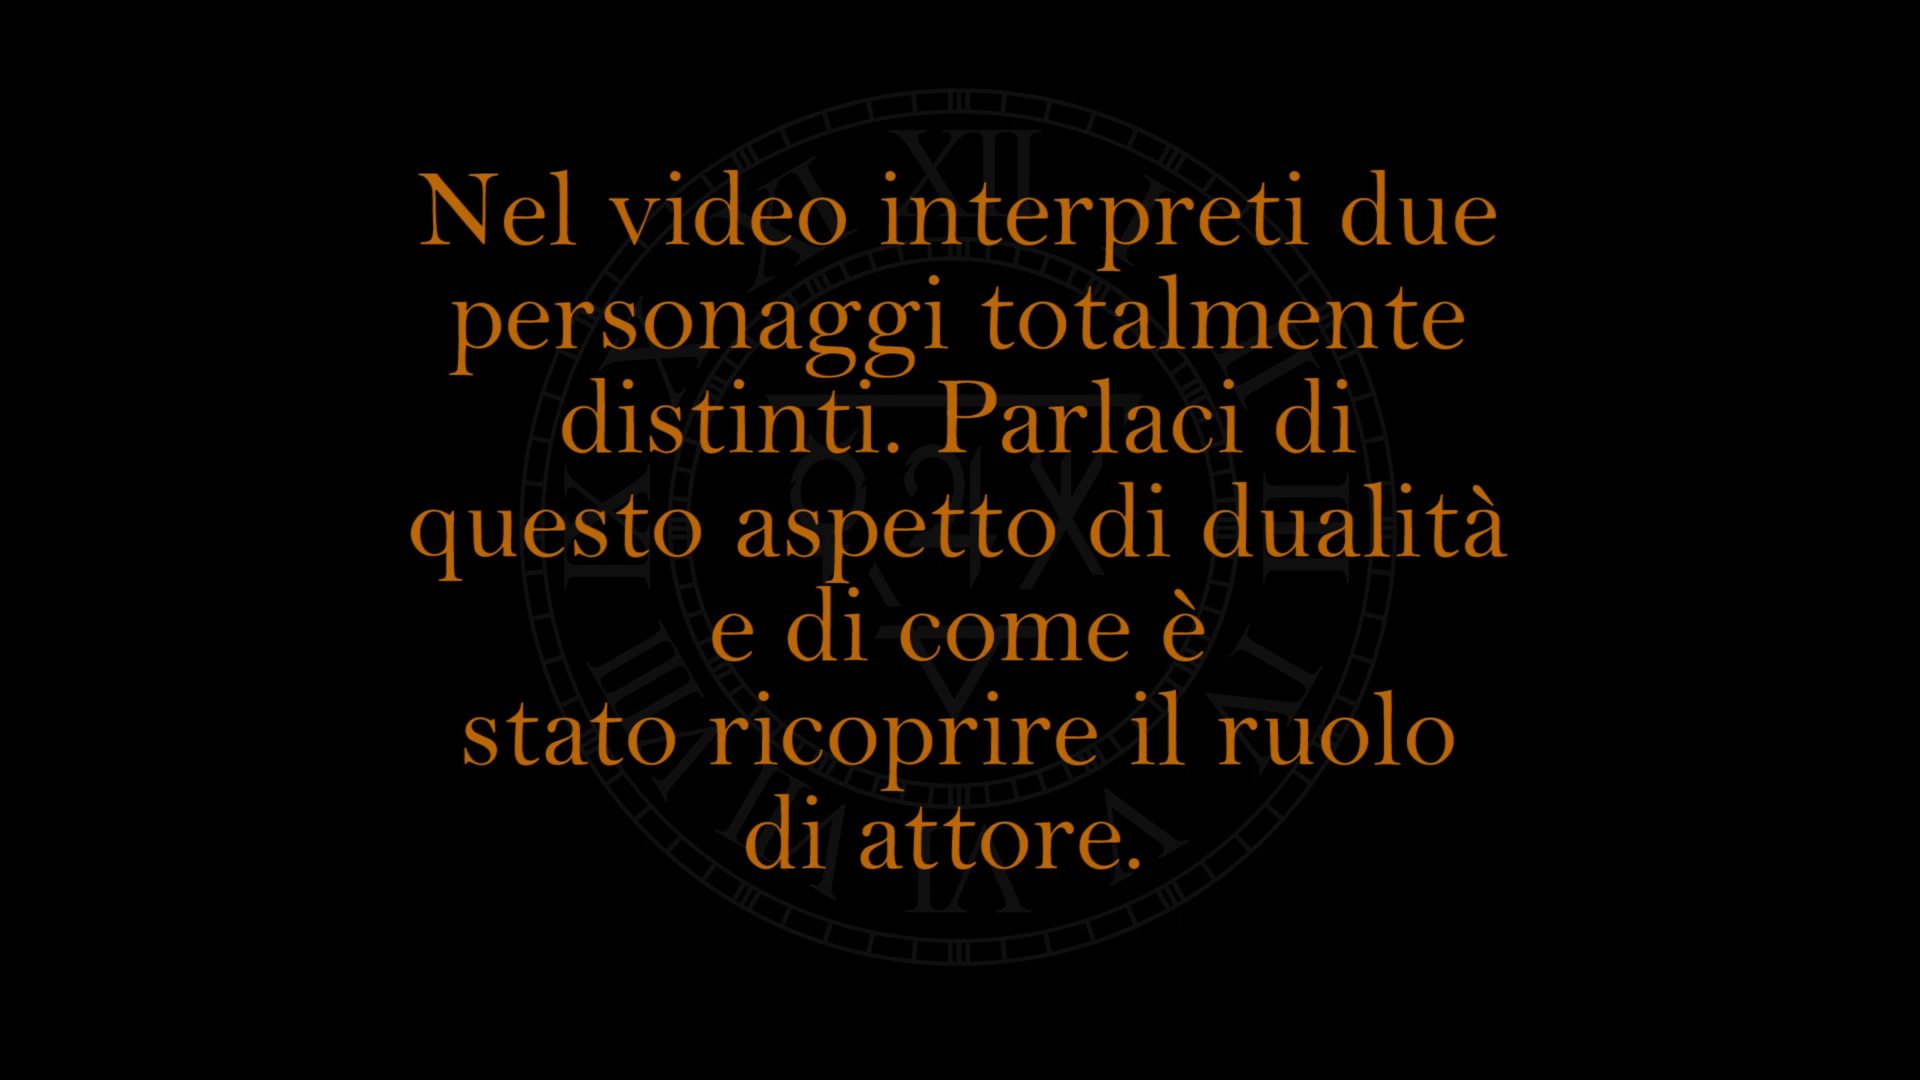 Nel video interpreti due
personaggi totalmente
distinti. Parlaci di
questo aspetto di dualità
e di come è
stato ricoprire il ruolo
di attore.